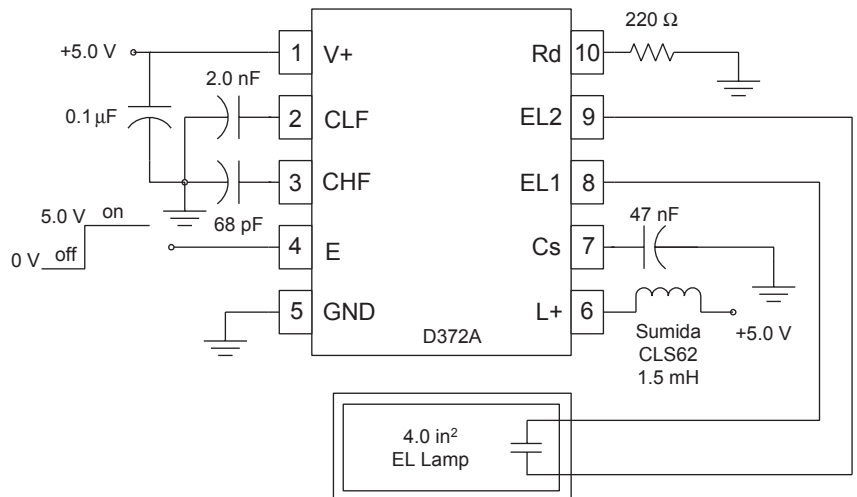 220 Ω
+5.0 V
1
V+
Rd
10
2.0 nF
0.1 μF
2
CLF
EL2
9
3
CHF
EL1
8
68 pF
5.0 V
on
0 V
off
4
E
47 nF
Cs
7
5
GND
L+
6
D372A
Sumida
CLS62
1.5 mH
+5.0 V
4.0 in²
EL Lamp